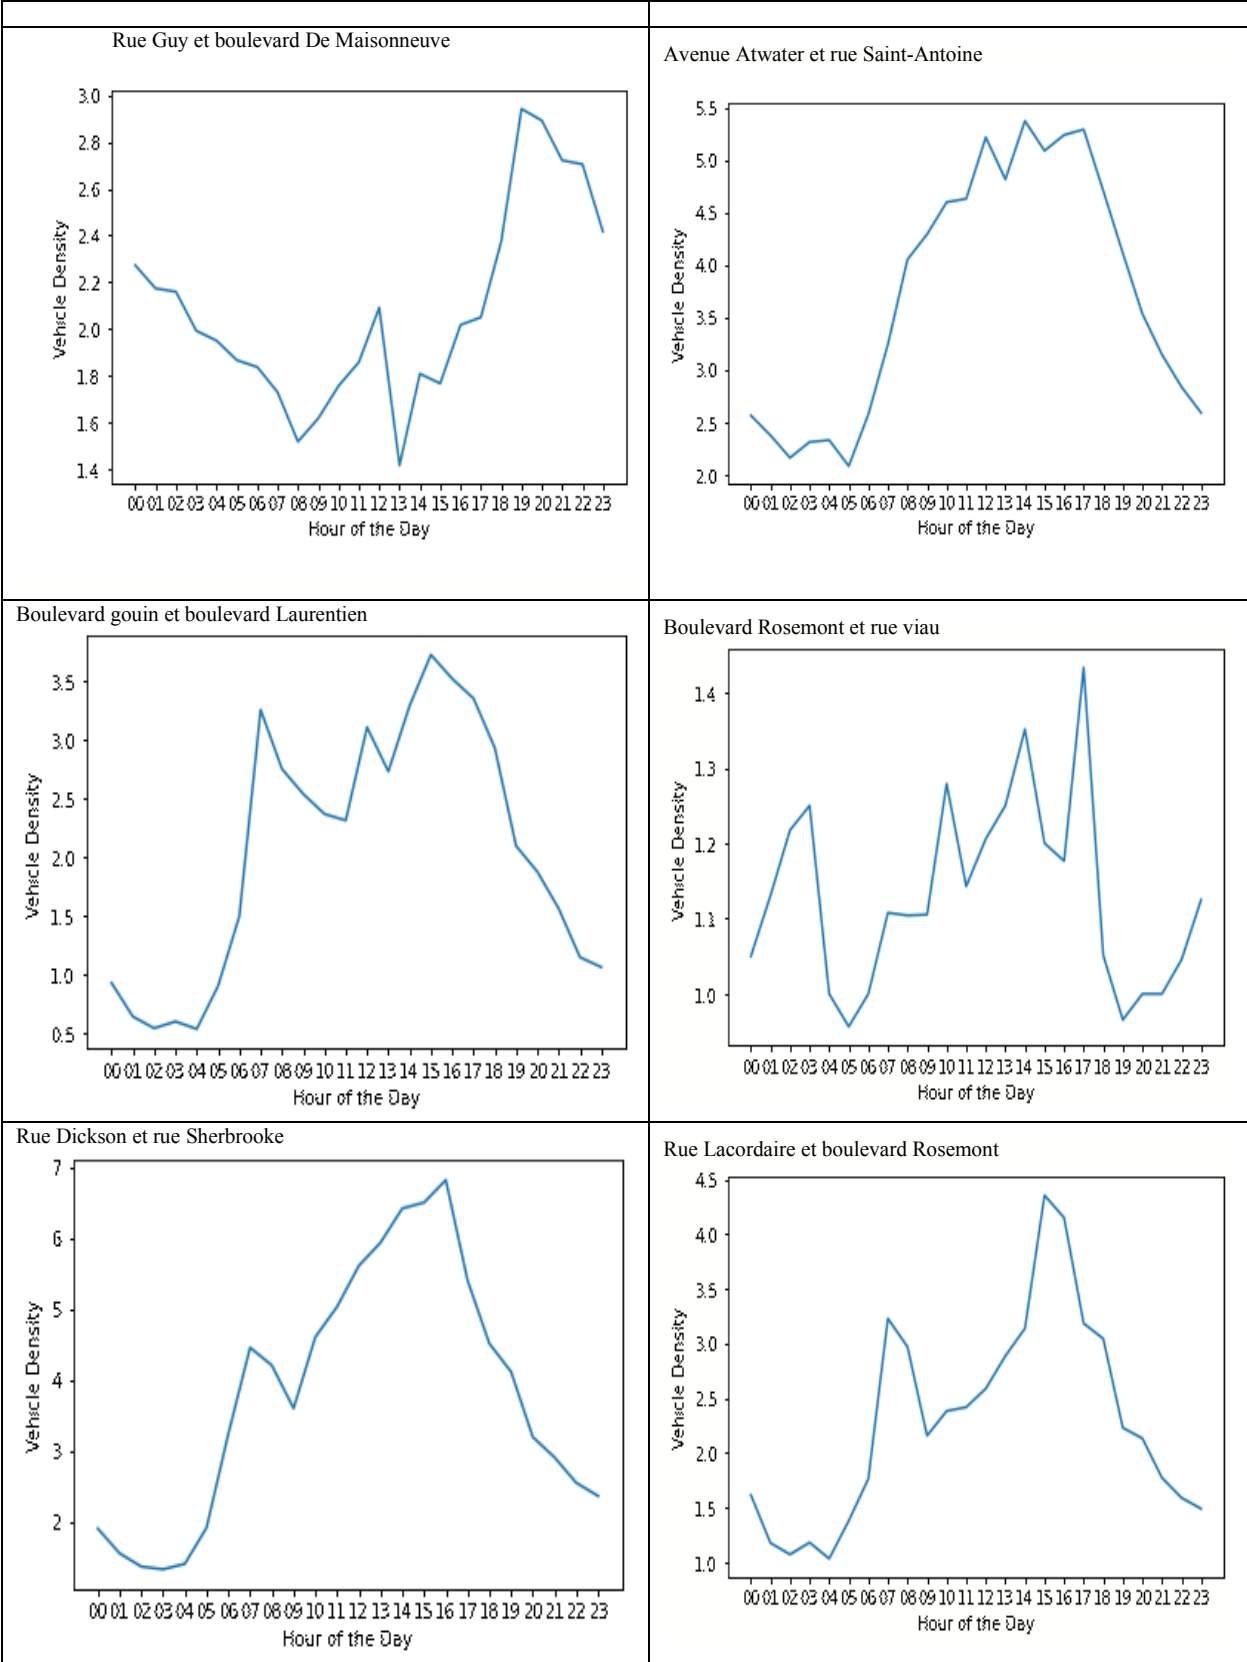 Rue Guy et boulevard De Maisonneuve
3.0
2.8
2.6
2.4
2.2
2.0
1.8
1.6
1.4
Vehicle Density
00 01 02 03 04 05 06 07 08 09 10 11 12 13 14 15 16 17 18 19 20 21 22 23
Hour of the Day
Avenue Atwater et rue Saint-Antoine
5.5
5.0
4.5
4.0
3.5
3.0
2.5
2.0
Vehicle Density
00 01 02 03 04 05 06 07 08 09 10 11 12 13 14 15 16 17 18 19 20 21 22 23
Hour of the Day
Boulevard gouin et boulevard Laurentien
3.5
3.0
2.5
2.0
1.5
1.0
0.5
Vehicle Density
00 01 02 03 04 05 06 07 08 09 10 11 12 13 14 15 16 17 18 19 20 21 22 23
Hour of the Day
Boulevard Rosemont et rue viau
1.4
1.3
1.2
1.1
1.0
Vehicle Density
00 01 02 03 04 05 06 07 08 09 10 11 12 13 14 15 16 17 18 19 20 21 22 23
Hour of the Day
Rue Dickson et rue Sherbrooke
7
6
5
4
3
2
Vehicle Density
00 01 02 03 04 05 06 07 08 09 10 11 12 13 14 15 16 17 18 19 20 21 22 23
Hour of the Day
Rue Lacordaire et boulevard Rosemont
4.5
4.0
3.5
3.0
2.5
2.0
1.5
1.0
Vehicle Density
00 01 02 03 04 05 06 07 08 09 10 11 12 13 14 15 16 17 18 19 20 21 22 23
Hour of the Day